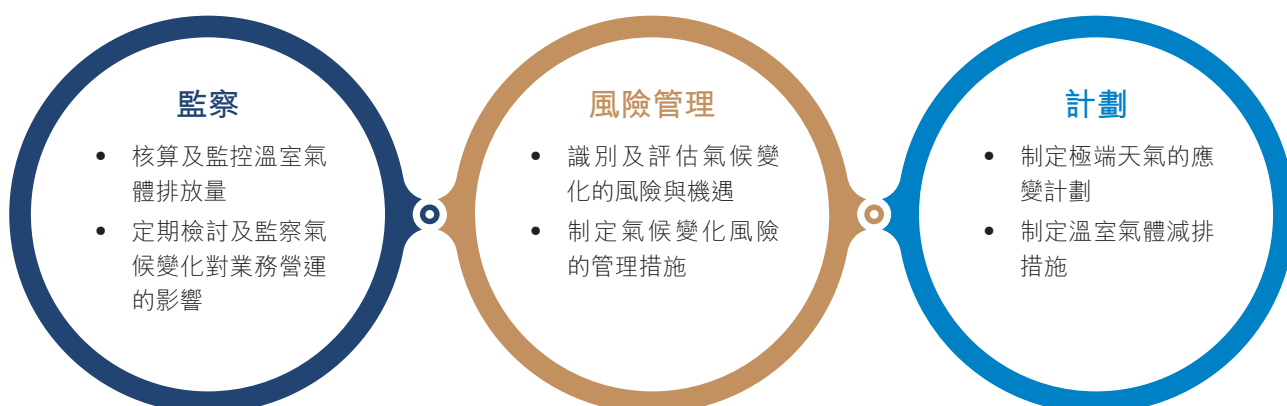 監察
• 核算及監控溫室氣
體排放量
• 定期檢討及監察氣
候變化對業務營運
的影響
風險管理
• 識別及評估氣候變
化的風險與機遇
• 制定氣候變化風險
的管理措施
計劃
• 制定極端天氣的應
變計劃
• 制定溫室氣體減排
措施